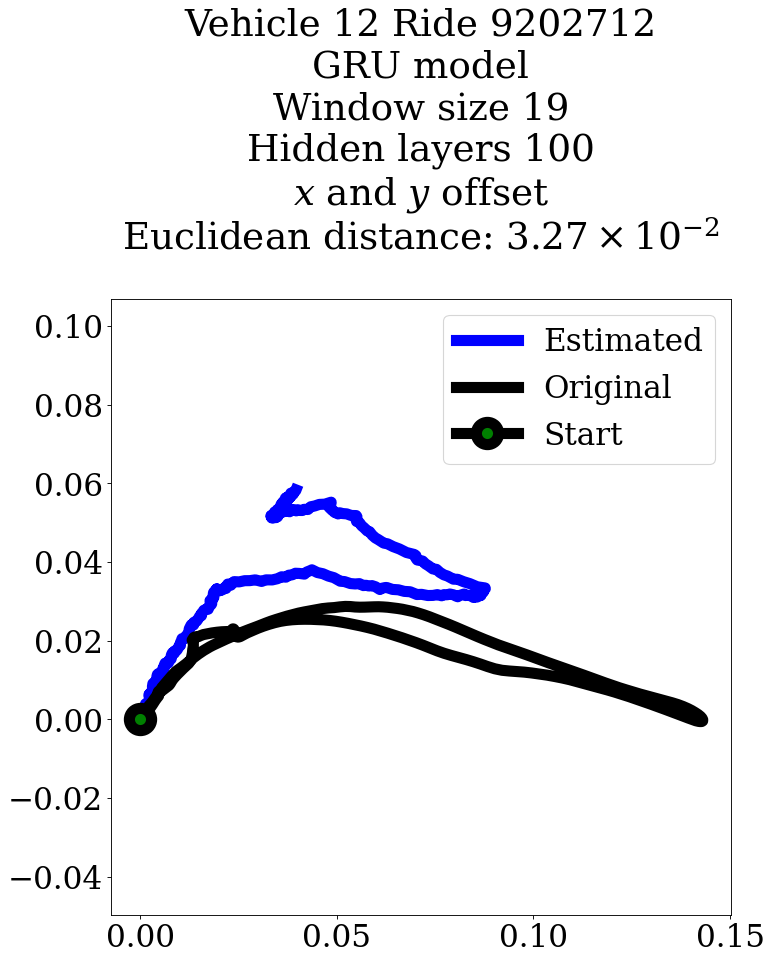 Vehicle 12 Ride 9202712
GRU model
Window size 19
Hidden layers 100
x and y offset
Euclidean distance: 3.27 × 10⁻²
Estimated
Original
Start
0.10
0.08
0.06
0.04
0.02
0.00
−0.02
−0.04
0.00 0.05 0.10 0.15